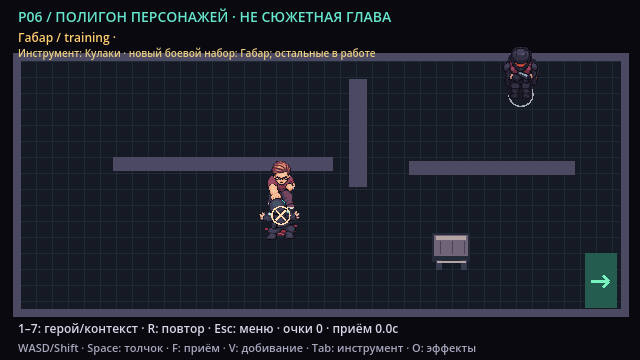 P06 / ПОЛИГОН ПЕРСОНАЖЕЙ · НЕ СЮЖЕТНАЯ ГЛАВА
Габар / training ·
Инструмент: Кулаки · новый боевой набор: Габар; остальные в работе
1–7: герой/контекст · R: повтор · Esc: меню · очки 0 · приём 0.0с
WASD/Shift · Space: толчок · F: приём · V: добивание · Tab: инструмент · O: эффекты